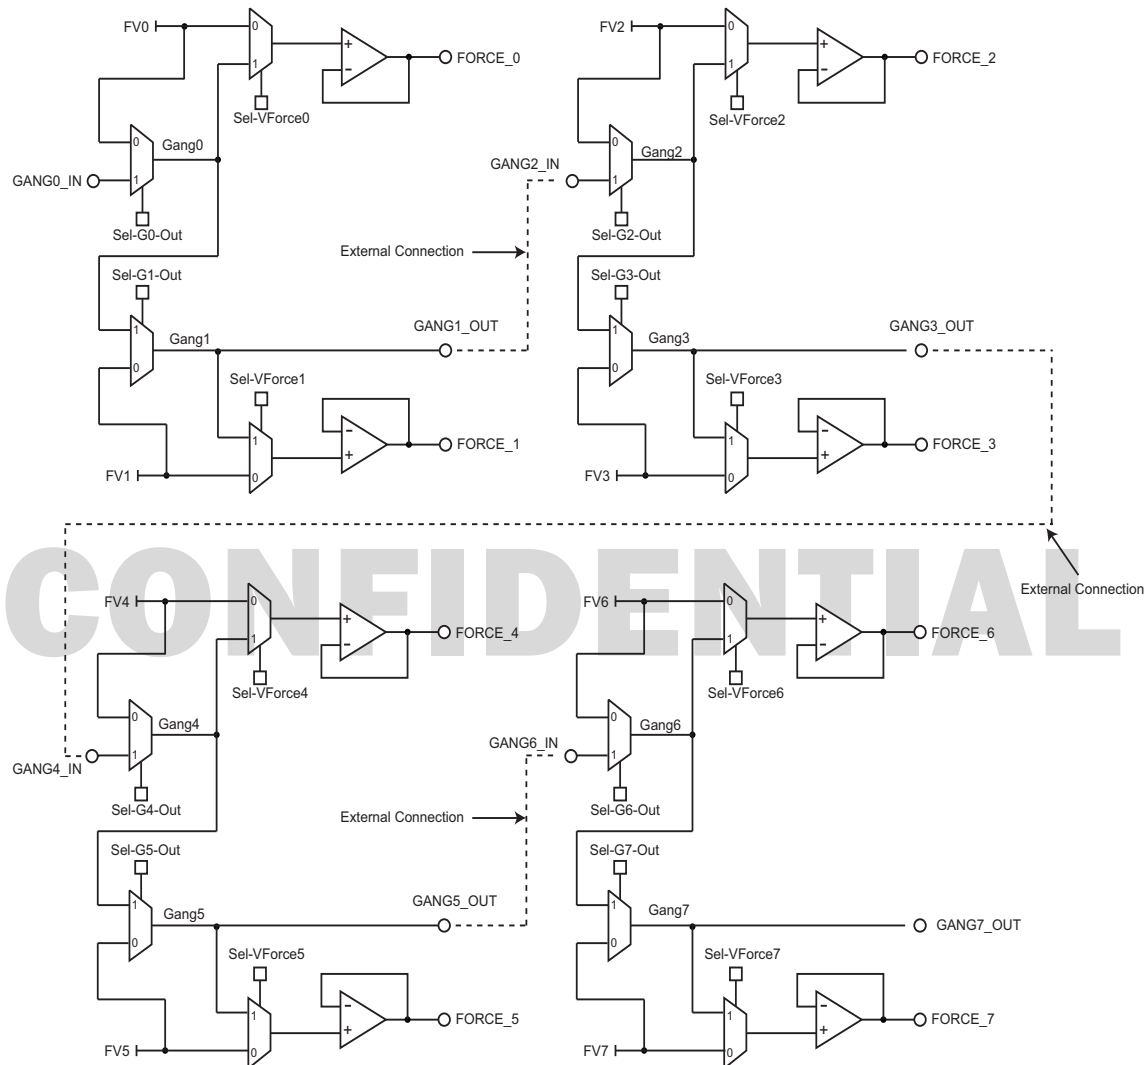 FV0
0
1
Sel-VForce0
+
-
FORCE_0
0
1
Gang0
GANG0_IN
Sel-G0-Out
Sel-G1-Out
1
0
Gang1
GANG1_OUT
Sel-VForce1
1
0
-
+
FORCE_1
FV1
External Connection
FV2
0
1
Sel-VForce2
+
-
FORCE_2
0
1
Gang2
GANG2_IN
Sel-G2-Out
Sel-G3-Out
1
0
Gang3
GANG3_OUT
Sel-VForce3
1
0
-
+
FORCE_3
FV3
External Connection
CONFIDENTIAL
FV4
0
1
Sel-VForce4
+
-
FORCE_4
0
1
Gang4
GANG4_IN
Sel-G4-Out
Sel-G5-Out
1
0
Gang5
GANG5_OUT
Sel-VForce5
1
0
-
+
FORCE_5
FV5
External Connection
FV6
0
1
Sel-VForce6
+
-
FORCE_6
0
1
Gang6
GANG6_IN
Sel-G6-Out
Sel-G7-Out
1
0
Gang7
GANG7_OUT
Sel-VForce7
1
0
-
+
FORCE_7
FV7